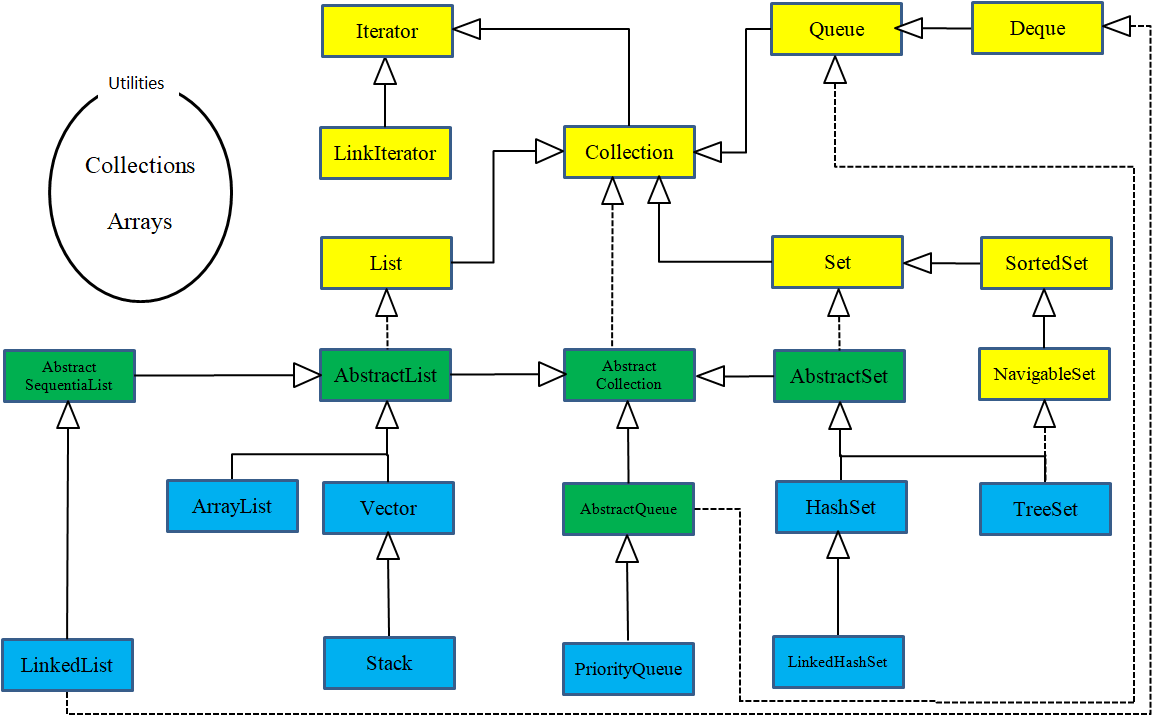 Iterator
Queue
Deque
Utilities
Collections
Arrays
LinkIterator
Collection
List
Set
SortedSet
Abstract
SequentiaList
AbstractList
Abstract
Collection
AbstractSet
NavigableSet
ArrayList
Vector
AbstractQueue
HashSet
TreeSet
LinkedList
Stack
PriorityQueue
LinkedHashSet